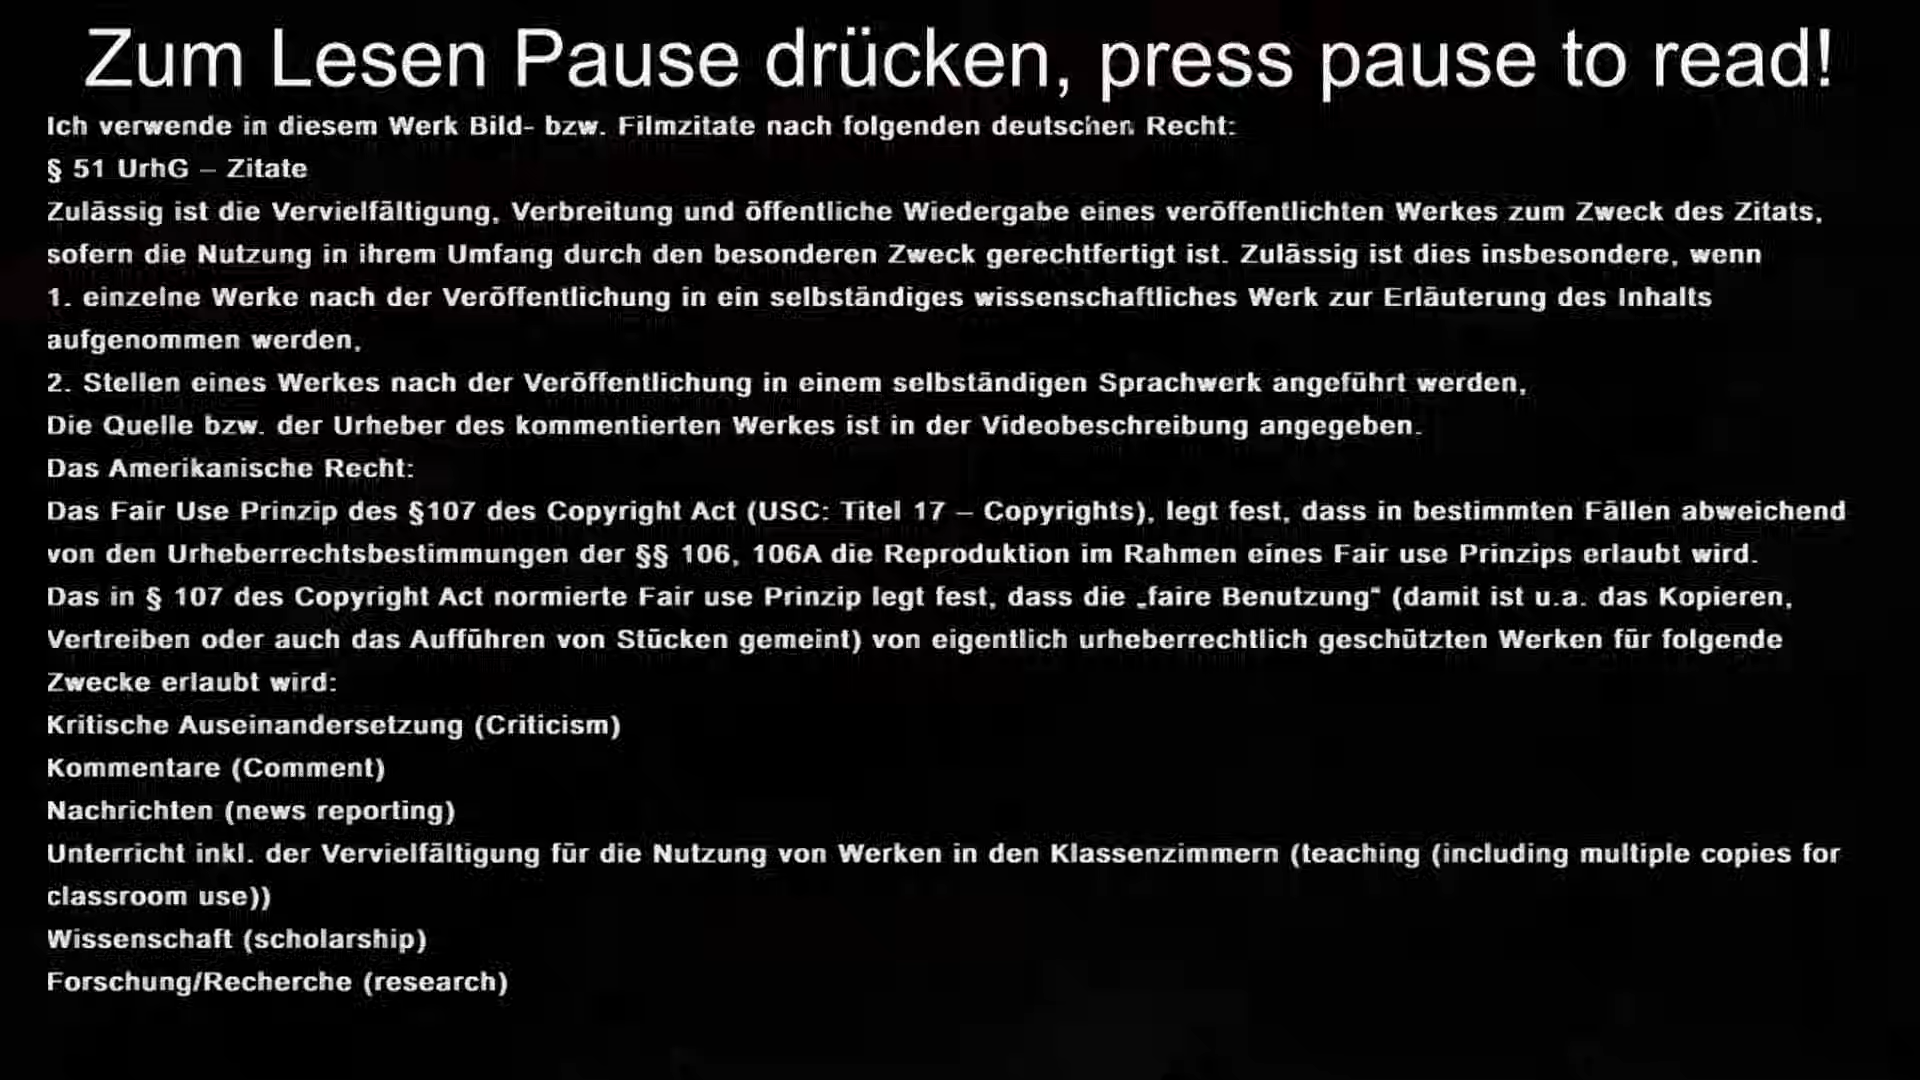 Zum Lesen Pause drücken, press pause to read!
Ich verwende in diesem Werk Bild- bzw. Filmzitate nach folgenden deutschen Recht:
§ 51 UrhG – Zitate
Zulässig ist die Vervielfältigung, Verbreitung und öffentliche Wiedergabe eines veröffentlichten Werkes zum Zweck des Zitats,
sofern die Nutzung in ihrem Umfang durch den besonderen Zweck gerechtfertigt ist. Zulässig ist dies insbesondere, wenn
1. einzelne Werke nach der Veröffentlichung in ein selbständiges wissenschaftliches Werk zur Erläuterung des Inhalts
aufgenommen werden,
2. Stellen eines Werkes nach der Veröffentlichung in einem selbständigen Sprachwerk angeführt werden,
Die Quelle bzw. der Urheber des kommentierten Werkes ist in der Videobeschreibung angegeben.
Das Amerikanische Recht:
Das Fair Use Prinzip des §107 des Copyright Act (USC: Titel 17 – Copyrights), legt fest, dass in bestimmten Fällen abweichend
von den Urheberrechtsbestimmungen der §§ 106, 106A die Reproduktion im Rahmen eines Fair use Prinzips erlaubt wird.
Das in § 107 des Copyright Act normierte Fair use Prinzip legt fest, dass die „faire Benutzung“ (damit ist u.a. das Kopieren,
Vertreiben oder auch das Aufführen von Stücken gemeint) von eigentlich urheberrechtlich geschützten Werken für folgende
Zwecke erlaubt wird:
Kritische Auseinandersetzung (Criticism)
Kommentare (Comment)
Nachrichten (news reporting)
Unterricht inkl. der Vervielfältigung für die Nutzung von Werken in den Klassenzimmern (teaching (including multiple copies for
classroom use))
Wissenschaft (scholarship)
Forschung/Recherche (research)